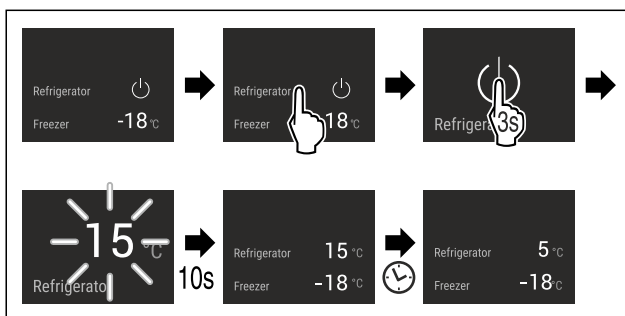 Refrigerator
Freezer -18 °C
Refrigerator
Freezer 18 °C
Refrigera 3s
15 °C
Refrigerato
10s
Refrigerator 15 °C
Freezer -18 °C
Refrigerator 5 °C
Freezer -18°C